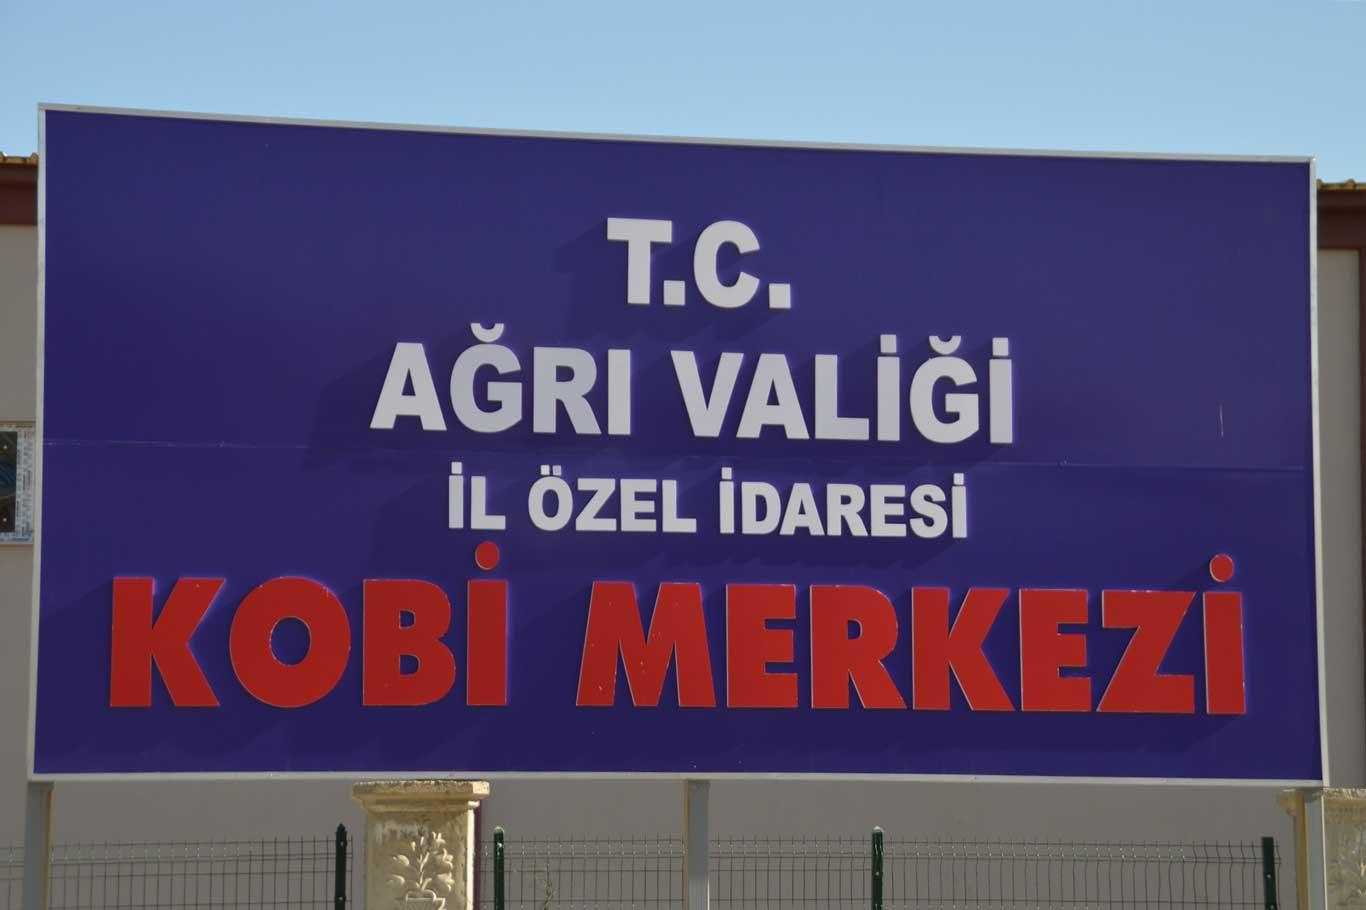 T.C.
AĞRI VALİĞİ
İL ÖZEL İDARESİ
KOBİ MERKEZİ